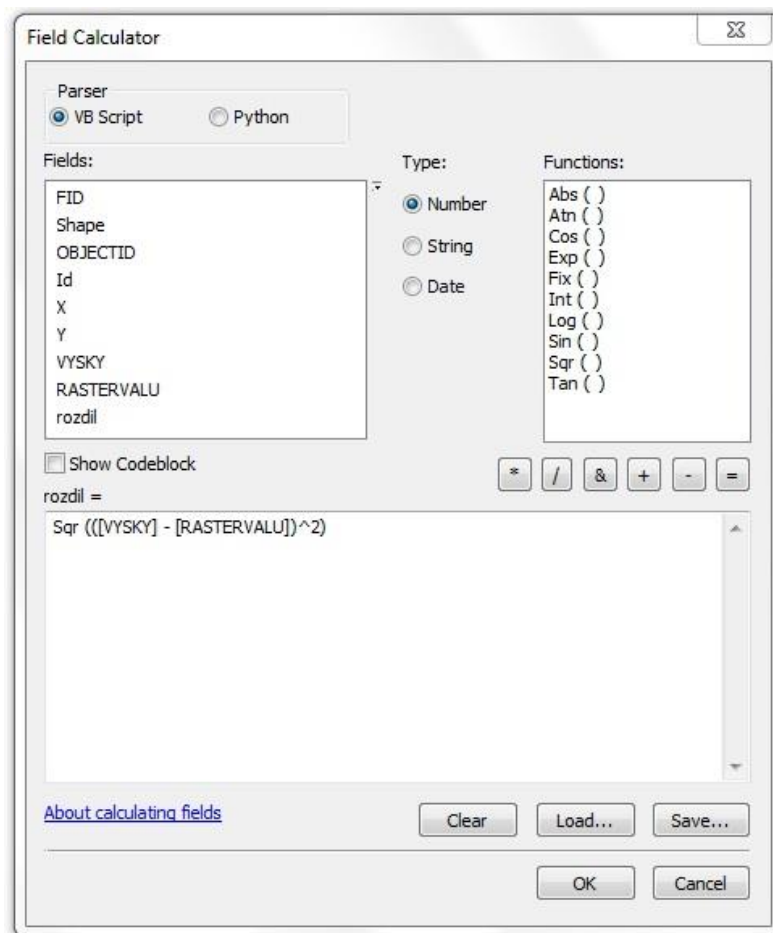 Field Calculator
Parser
VB Script
Python
Fields:
FID
Shape
OBJECTID
Id
X
Y
VYSKY
RASTERVALU
rozdil
Type:
Number
String
Date
Functions:
Abs ( )
Atn ( )
Cos ( )
Exp ( )
Fix ( )
Int ( )
Log ( )
Sin ( )
Sqr ( )
Tan ( )
Show Codeblock
* / & + - =
rozdil =
Sqr (([VYSKY] - [RASTERVALU])^2)
About calculating fields
Clear
Load...
Save...
OK
Cancel